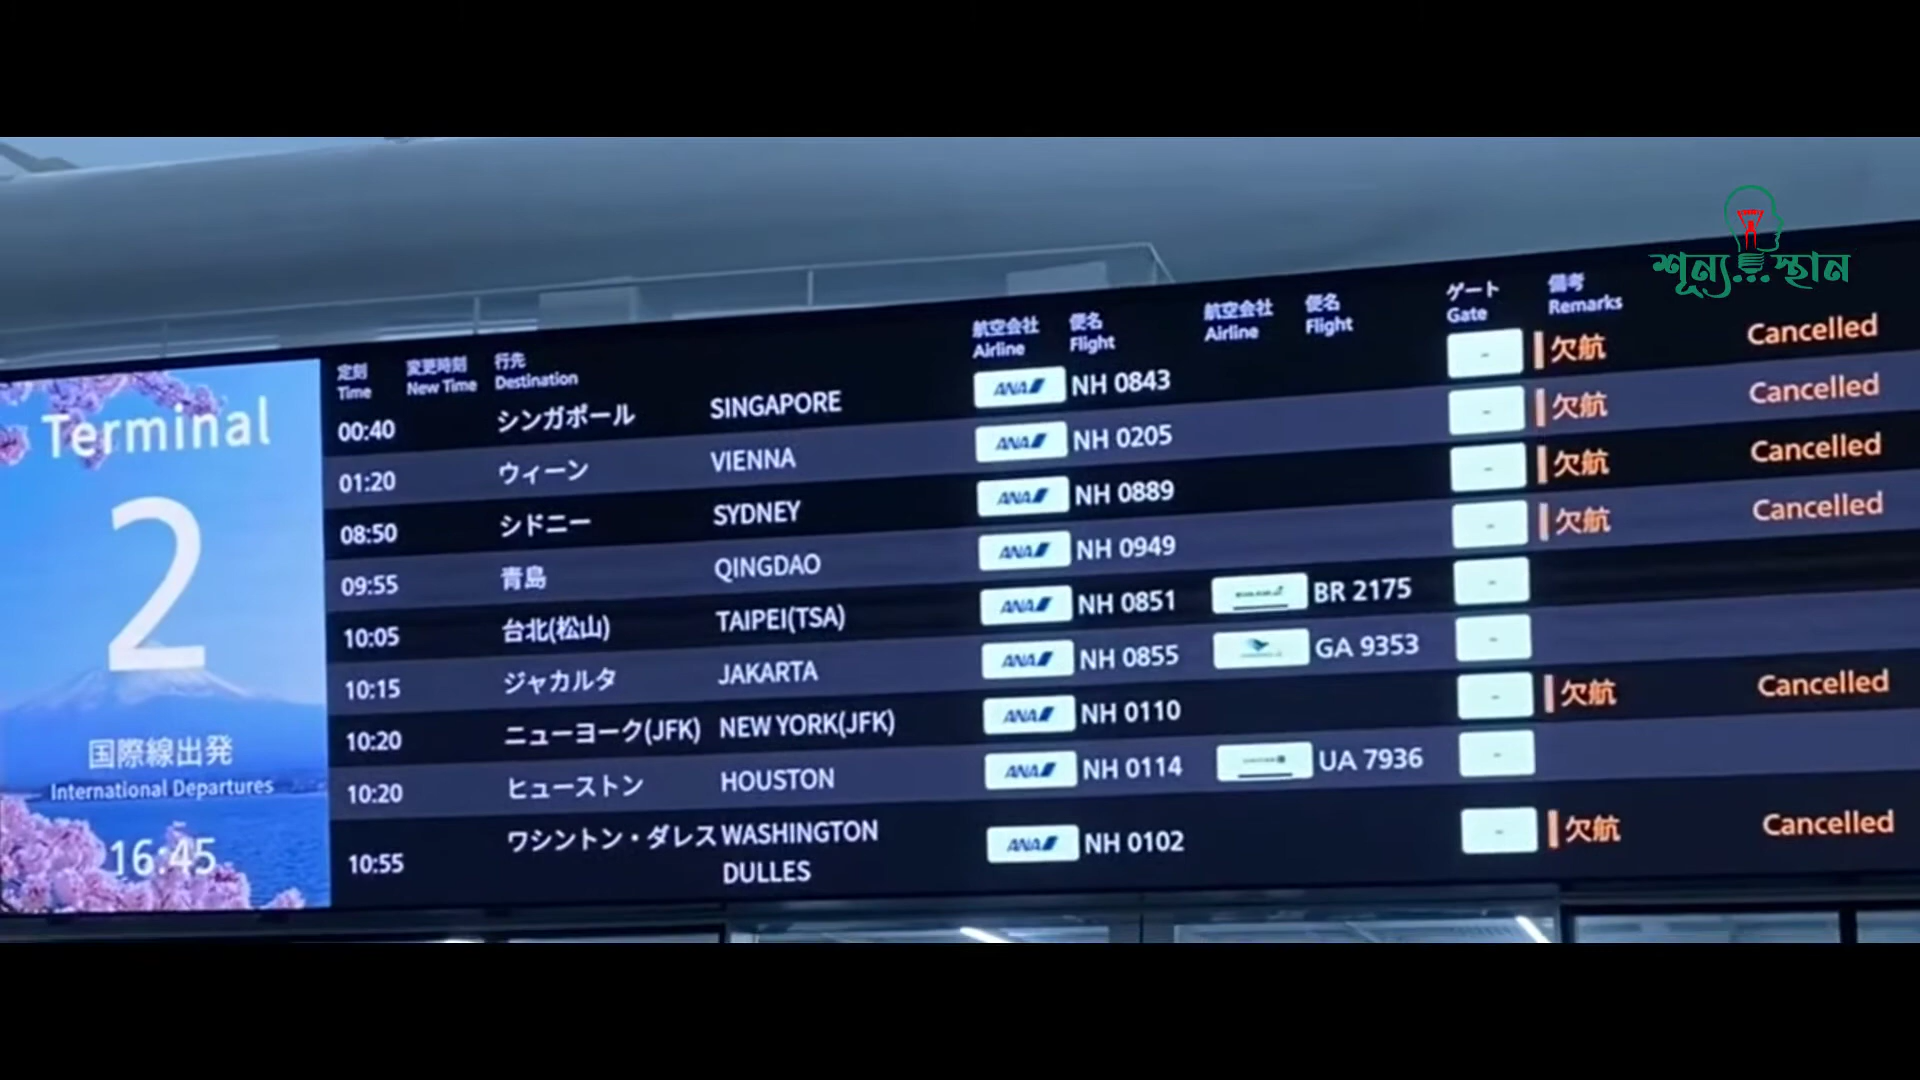 শূন্য...স্থান
Terminal
2
国際線出発
International Departures
16:45
定刻 変更時刻 行先 航空会社 便名 航空会社 便名 ゲート 備考
Time New Time Destination Airline Flight Airline Flight Gate Remarks
00:40 シンガポール SINGAPORE ANA NH 0843 - 欠航 Cancelled
01:20 ウィーン VIENNA ANA NH 0205 - 欠航 Cancelled
08:50 シドニー SYDNEY ANA NH 0889 - 欠航 Cancelled
09:55 青島 QINGDAO ANA NH 0949 - 欠航 Cancelled
10:05 台北(松山) TAIPEI(TSA) ANA NH 0851 BR 2175 -
10:15 ジャカルタ JAKARTA ANA NH 0855 GA 9353 -
10:20 ニューヨーク(JFK) NEW YORK(JFK) ANA NH 0110 - 欠航 Cancelled
10:20 ヒューストン HOUSTON ANA NH 0114 UA 7936 -
10:55 ワシントン・ダレス WASHINGTON DULLES ANA NH 0102 - 欠航 Cancelled